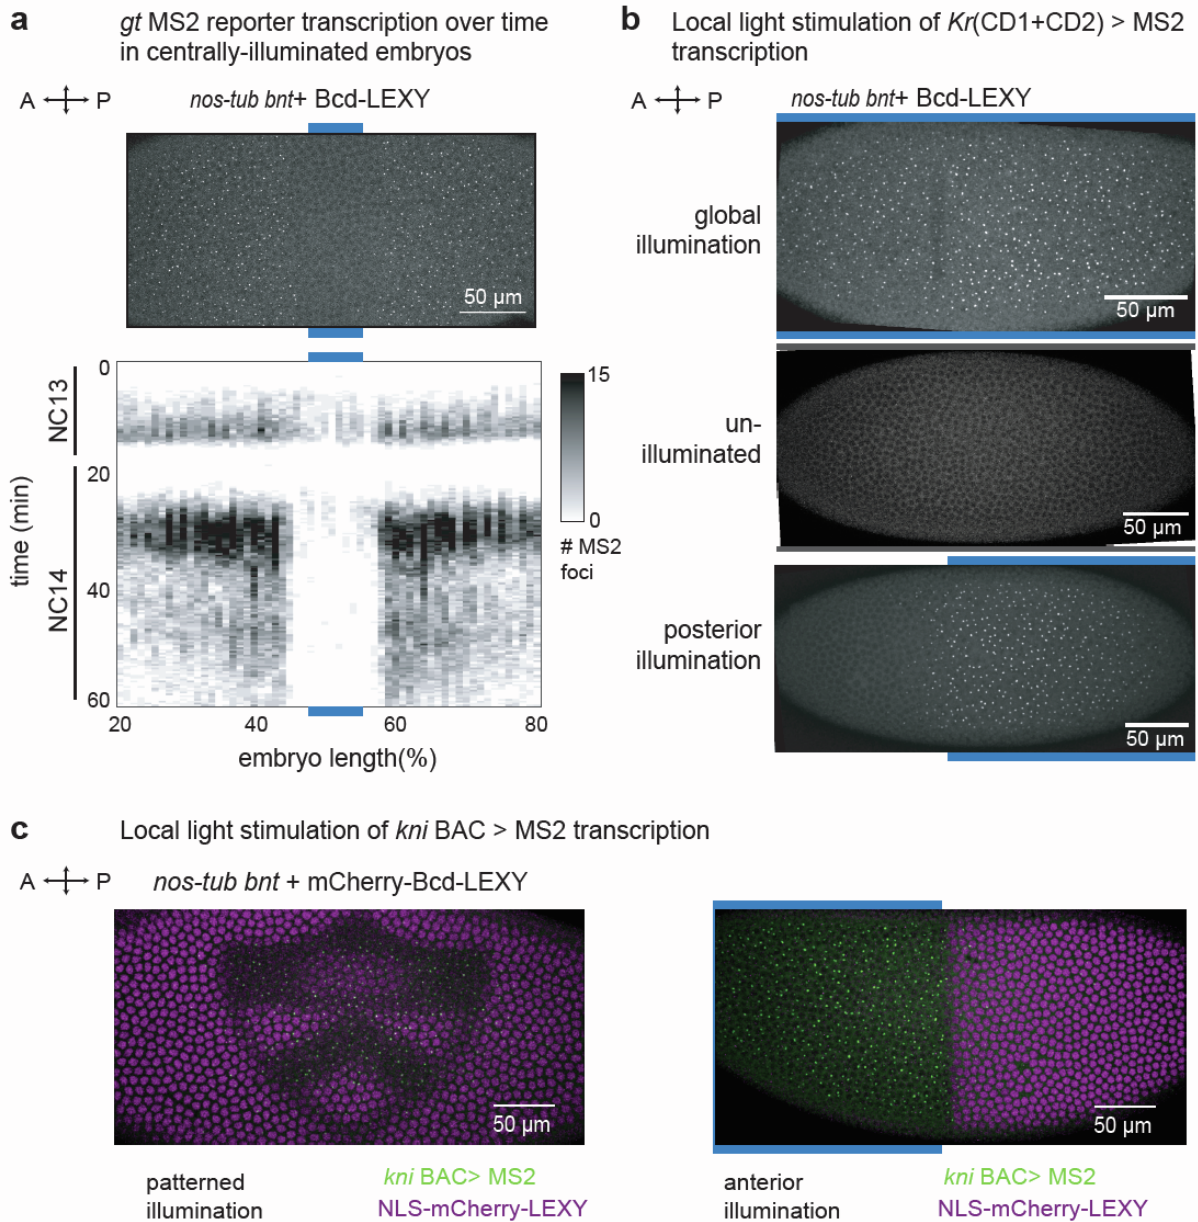 a
gt MS2 reporter transcription over time
in centrally-illuminated embryos
A P
nos-tub bnt+ Bcd-LEXY
50 µm
NC13
NC14
time (min)
0
20
40
60
20 40 60 80
embryo length(%)
15
0
# MS2
foci
b
Local light stimulation of Kr(CD1+CD2) > MS2
transcription
A P
nos-tub bnt+ Bcd-LEXY
global
illumination
50 µm
un-
illuminated
50 µm
posterior
illumination
50 µm
c
Local light stimulation of kni BAC > MS2 transcription
A P
nos-tub bnt + mCherry-Bcd-LEXY
50 µm
patterned
illumination
kni BAC> MS2
NLS-mCherry-LEXY
50 µm
anterior
illumination
kni BAC> MS2
NLS-mCherry-LEXY